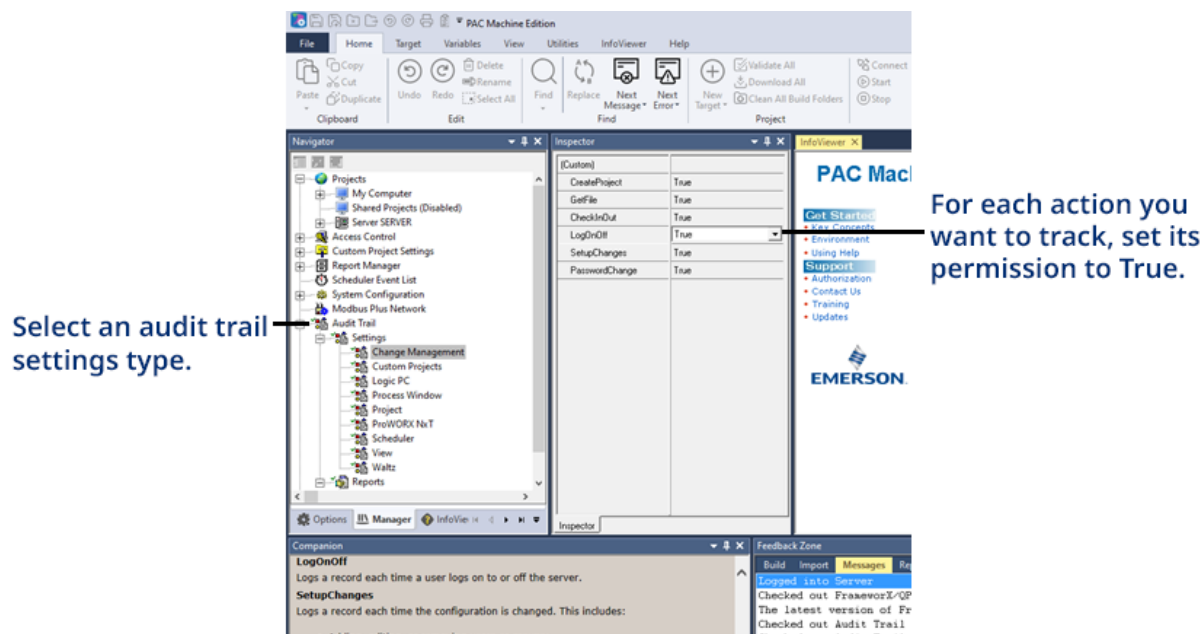 PAC Machine Edition
File Home Target Variables View Utilities InfoViewer Help
Copy
Cut
Duplicate
Paste
Undo Redo
Delete
Rename
Select All
Find
Replace
Next
Message
Next
Error
New
Target
Validate All
Download All
Clean All Build Folders
Connect
Start
Stop
Clipboard Edit Find Project
Navigator
Projects
My Computer
Shared Projects (Disabled)
Server SERVER
Access Control
Custom Project Settings
Report Manager
Scheduler Event List
System Configuration
Modbus Plus Network
Audit Trail
Settings
Change Management
Custom Projects
Logic PC
Process Window
Project
ProWORX NxT
Scheduler
View
Waltz
Reports
Options Manager InfoView
Inspector
(Custom)
CreateProject True
GetFile True
CheckInOut True
LogOnOff True
SetupChanges True
PasswordChange True
Inspector
InfoViewer X
PAC Mac
Get Started
Key Concepts
Environment
Using Help
Support
Authorization
Contact Us
Training
Updates
EMERSON.
For each action you
want to track, set its
permission to True.
Select an audit trail
settings type.
Companion
LogOnOff
Logs a record each time a user logs on to or off the server.
SetupChanges
Logs a record each time the configuration is changed. This includes:
Feedback Zone
Build Import Messages Re
Logged into Server
Checked out FrameworX/QP
The latest version of Fr
Checked out Audit Trail